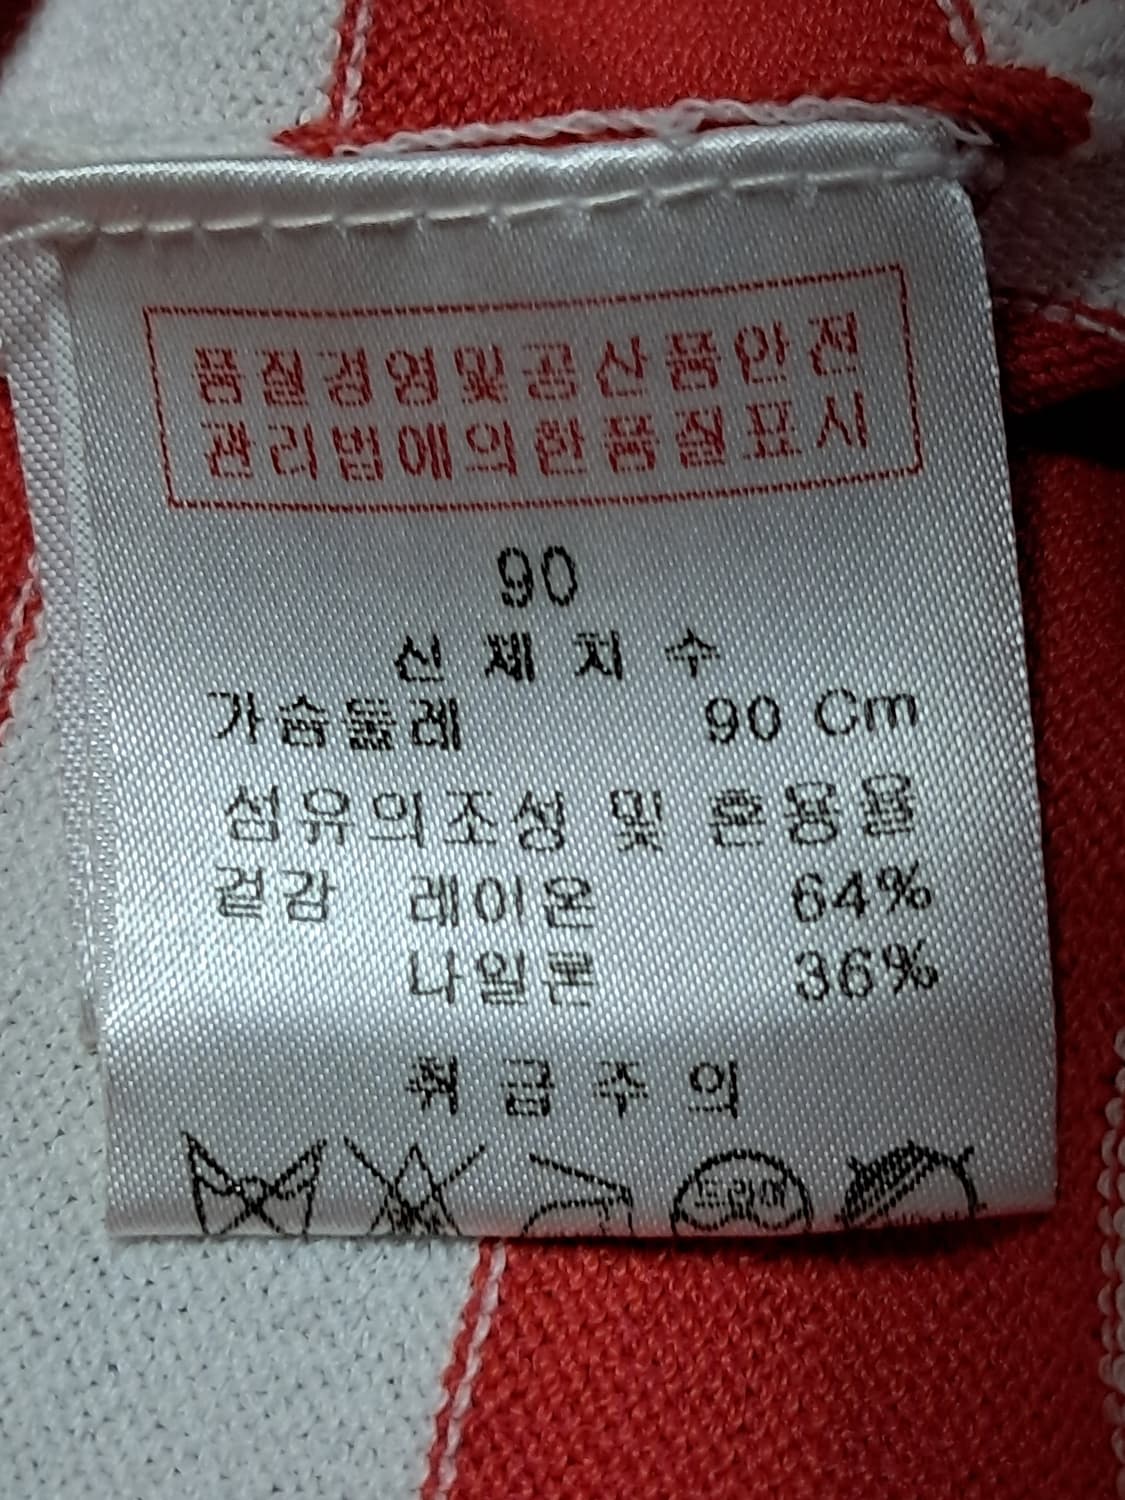 품질경영및공산품안전
관리법에의한품질표시
90
신체치수
가슴둘레 90 Cm
섬유의조성 및 혼용율
겉감 레이온 64%
나일론 36%
취급주의
드라이